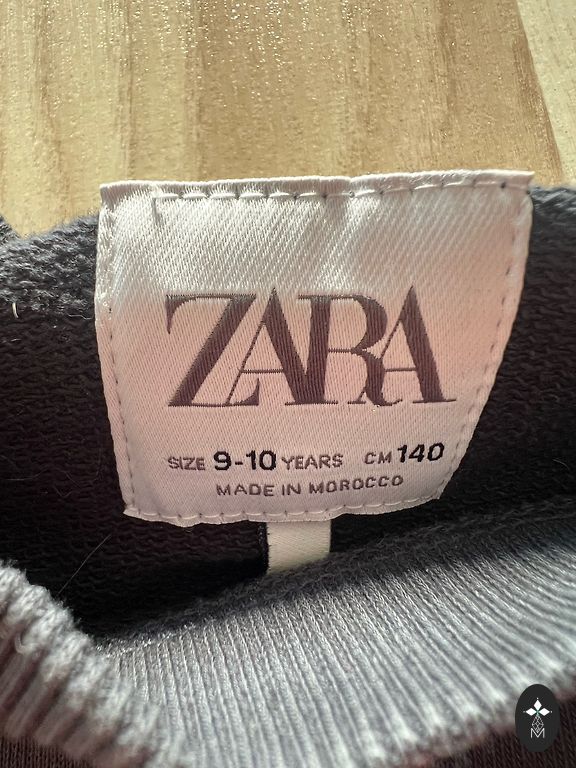 ZARA
SIZE 9-10 YEARS CM 140
MADE IN MOROCCO
M